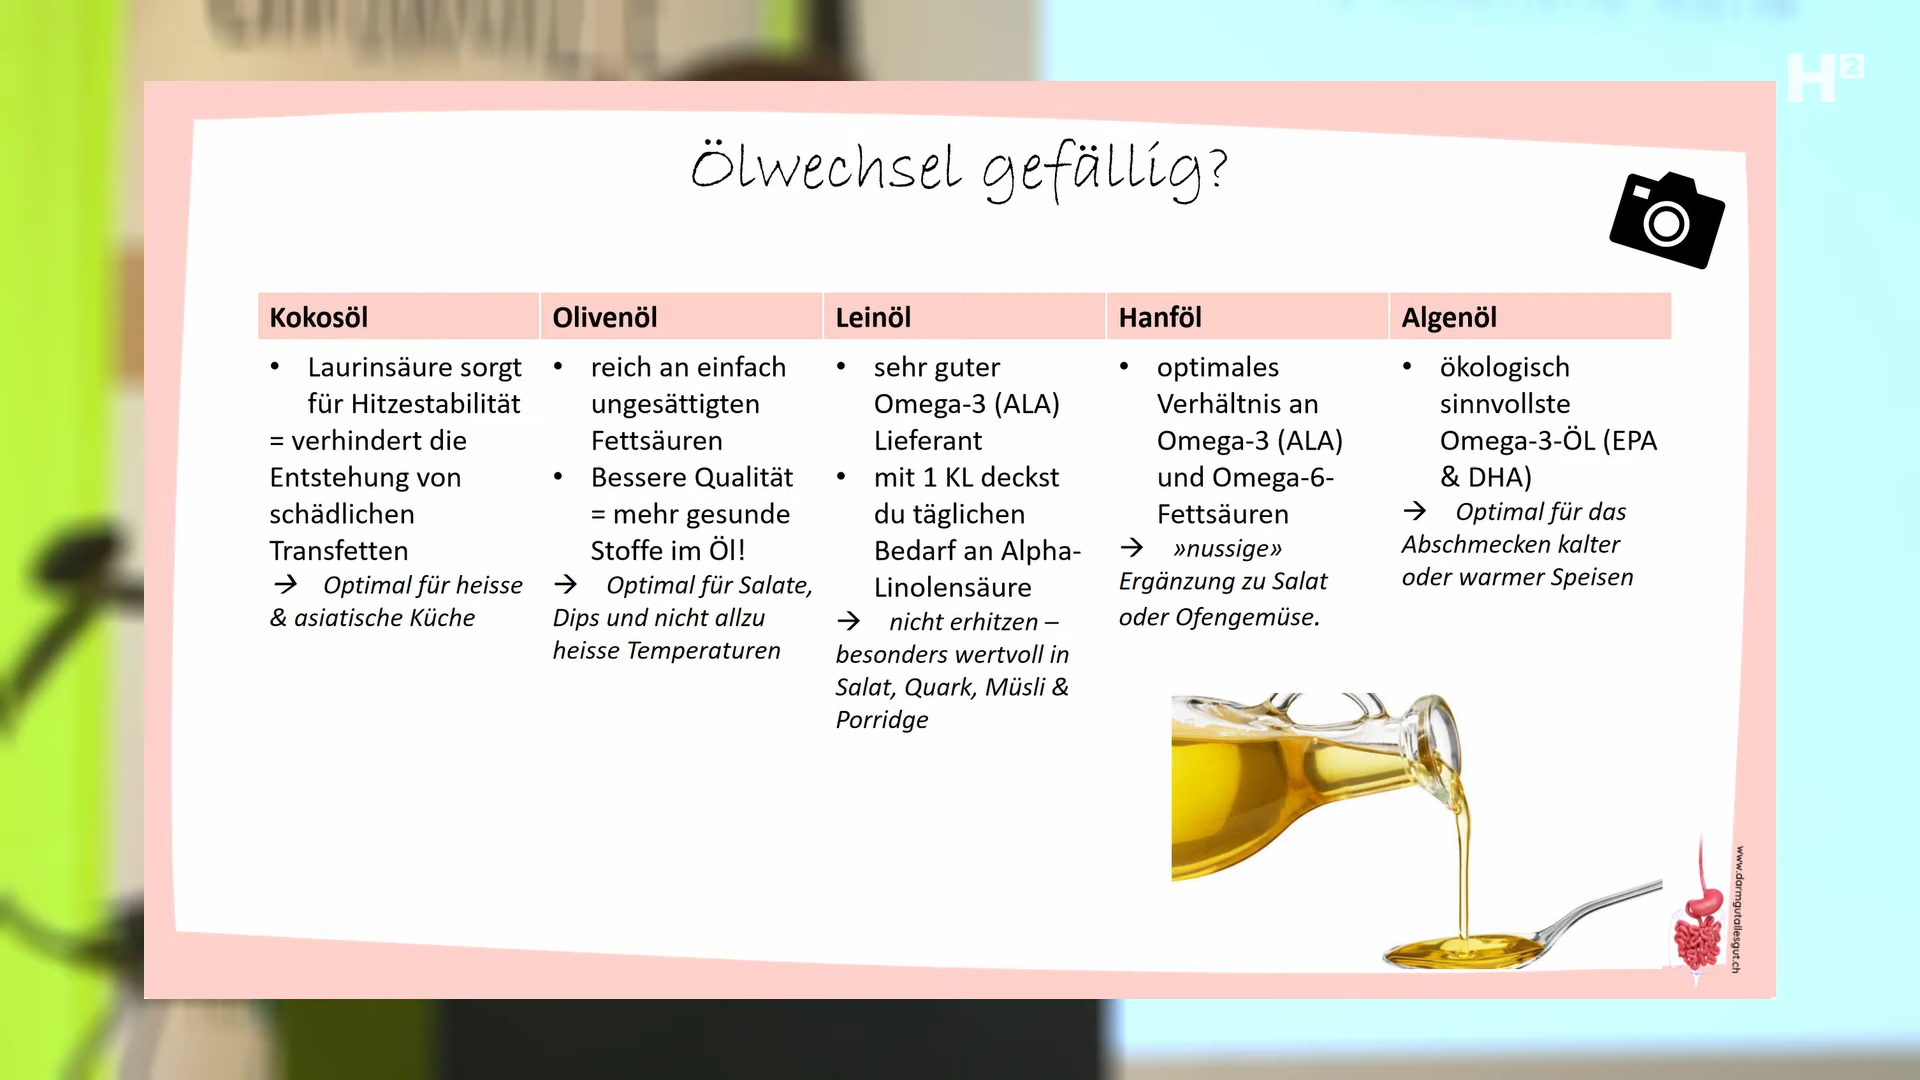 H2
Ölwechsel gefällig?
Kokosöl
• Laurinsäure sorgt
für Hitzestabilität
= verhindert die
Entstehung von
schädlichen
Transfetten
→ Optimal für heisse
& asiatische Küche
Olivenöl
• reich an einfach
ungesättigten
Fettsäuren
• Bessere Qualität
= mehr gesunde
Stoffe im Öl!
→ Optimal für Salate,
Dips und nicht allzu
heisse Temperaturen
Leinöl
• sehr guter
Omega-3 (ALA)
Lieferant
• mit 1 KL deckst
du täglichen
Bedarf an Alpha-
Linolensäure
→ nicht erhitzen –
besonders wertvoll in
Salat, Quark, Müsli &
Porridge
Hanföl
• optimales
Verhältnis an
Omega-3 (ALA)
und Omega-6-
Fettsäuren
→ »nussige»
Ergänzung zu Salat
oder Ofengemüse.
Algenöl
• ökologisch
sinnvollste
Omega-3-ÖL (EPA
& DHA)
→ Optimal für das
Abschmecken kalter
oder warmer Speisen
www.darmgutallesgut.ch